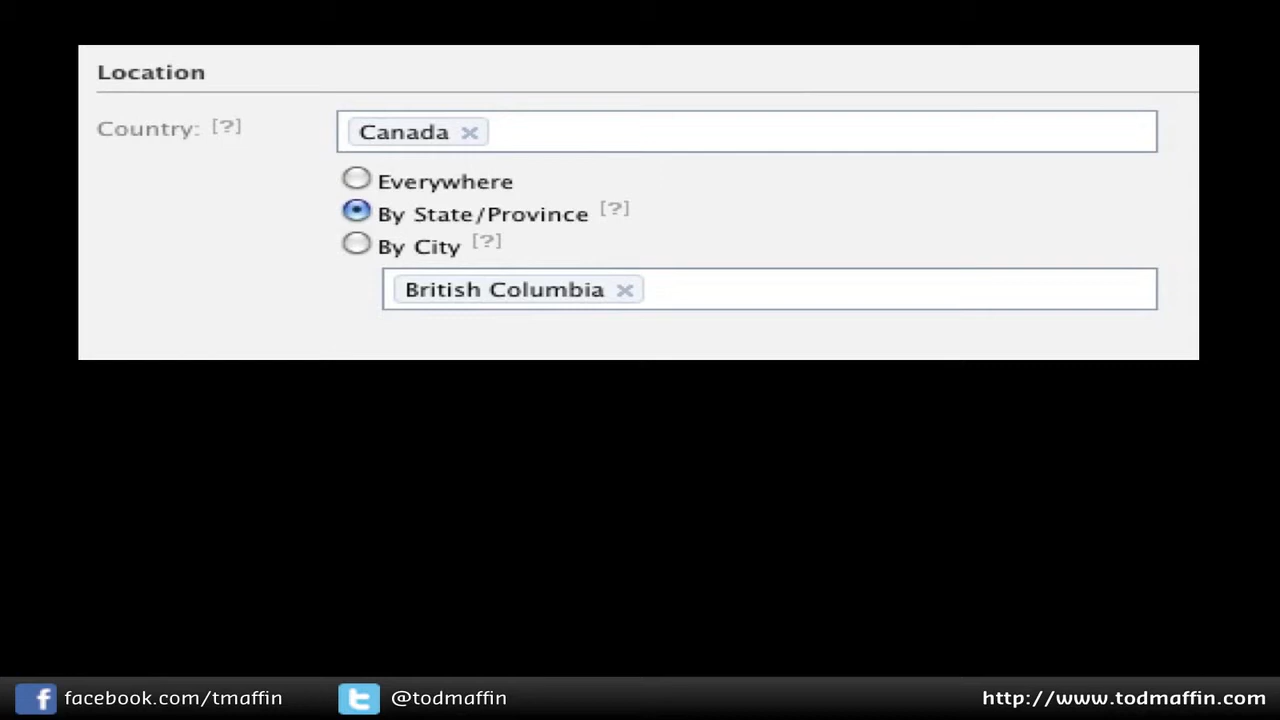 Location
Country: [?]
Canada ×
Everywhere
By State/Province [?]
By City [?]
British Columbia ×
facebook.com/tmaffin @todmaffin http://www.todmaffin.com